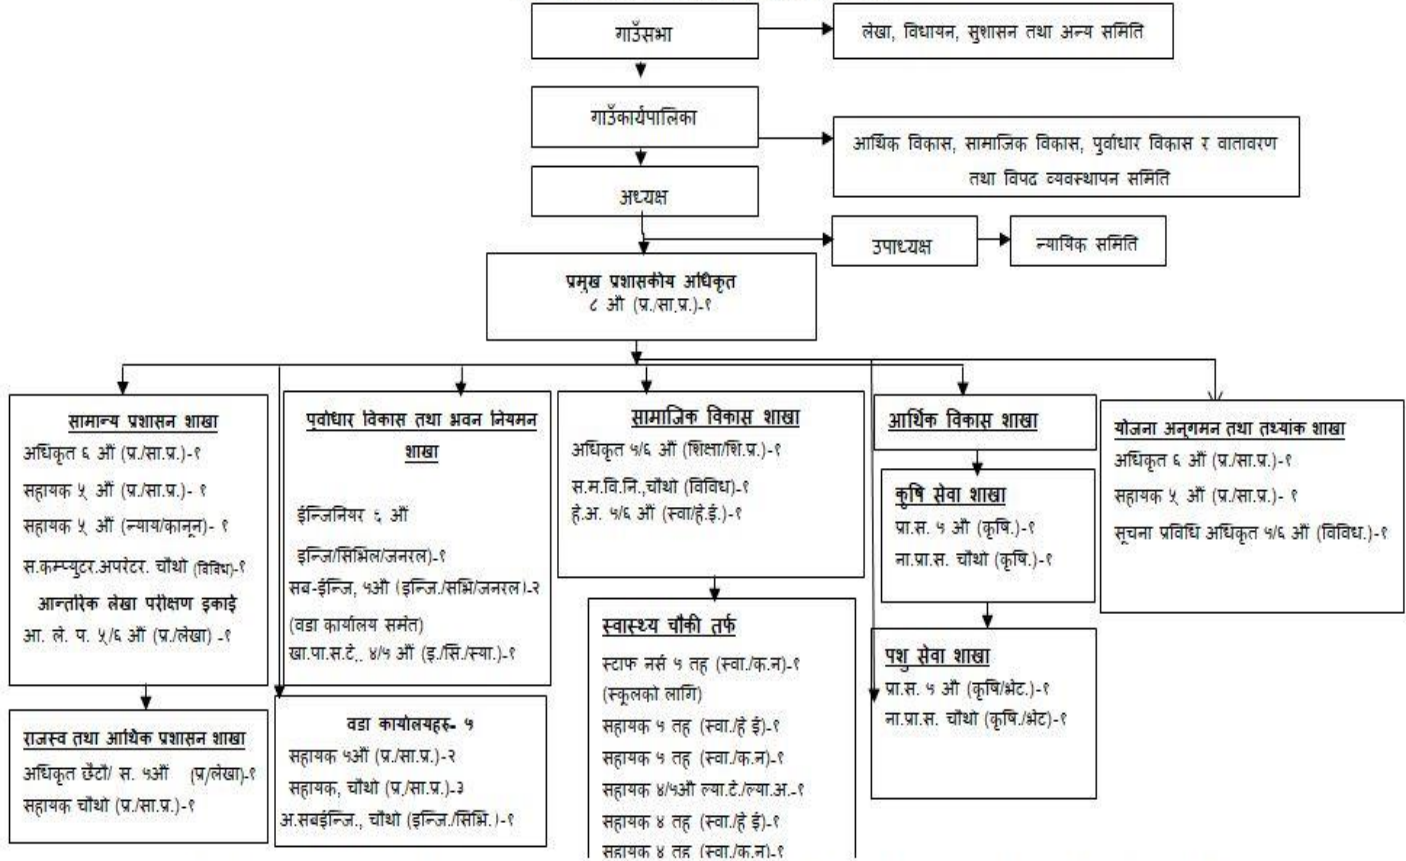 गाउँसभा
लेखा, विधायन, सुशासन तथा अन्य समिति
गाउँकार्यपालिका
आर्थिक विकास, सामाजिक विकास, पुर्वाधार विकास र वातावरण
तथा विपद व्यवस्थापन समिति
अध्यक्ष
उपाध्यक्ष
न्यायिक समिति
प्रमुख प्रशासकीय अधिकृत
८ औ (प्र./सा.प्र.)-१
सामान्य प्रशासन शाखा
अधिकृत ६ औं (प्र./सा.प्र.)-१
सहायक ५ औं (प्र./सा.प्र.)- १
सहायक ५ औं (न्याय/कानून)- १
स.कम्प्युटर.अपरेटर. चौथो (विविध)-१
आन्तरिक लेखा परीक्षण इकाई
आ. ले. प. ५/६ औं (प्र./लेखा) -१
राजस्व तथा आर्थिक प्रशासन शाखा
अधिकृत छैटौ/ स. ५औं (प्र/लेखा)-१
सहायक चौथो (प्र./सा.प्र.)-१
पुर्वाधार विकास तथा भवन नियमन
शाखा
ईन्जिनियर ६ औं
इन्जि/सिभिल/जनरल)-१
सब-ईन्जि, ५औ (इन्जि./सभि/जनरल)-२
(वडा कार्यालय समेत)
खा.पा.स.टे.. ४/५ औं (इ./सि./स्या.)-१
वडा कार्यालयहरु- ५
सहायक ५औं (प्र./सा.प्र.)-२
सहायक, चौथो (प्र./सा.प्र.)-३
अ.सबईन्जि., चौथो (इन्जि./सिभि.)-१
सामाजिक विकास शाखा
अधिकृत ५/६ औं (शिक्षा/शि.प्र.)-१
स.म.वि.नि.,चौथो (विविध)-१
हे.अ. ५/६ औं (स्वा/हे.ई.)-१
स्वास्थ्य चौकी तर्फ
स्टाफ नर्स ५ तह (स्वा./क.न)-१
(स्कूलको लागि)
सहायक ५ तह (स्वा./हे ई)-१
सहायक ५ तह (स्वा./क.न)-१
सहायक ४/५औ ल्या.टे./ल्या.अ.-१
सहायक ४ तह (स्वा./हे ई)-१
सहायक ४ तह (स्वा./क.न)-१
आर्थिक विकास शाखा
कृषि सेवा शाखा
प्रा.स. ५ औ (कृषि.)-१
ना.प्रा.स. चौथो (कृषि.)-१
पशु सेवा शाखा
प्रा.स. ५ औ (कृषि/भेट.)-१
ना.प्रा.स. चौथो (कृषि./भेट)-१
योजना अनुगमन तथा तथ्यांक शाखा
अधिकृत ६ औं (प्र./सा.प्र.)-१
सहायक ५ औं (प्र./सा.प्र.)- १
सूचना प्रविधि अधिकृत ५/६ औं (विविध.)-१